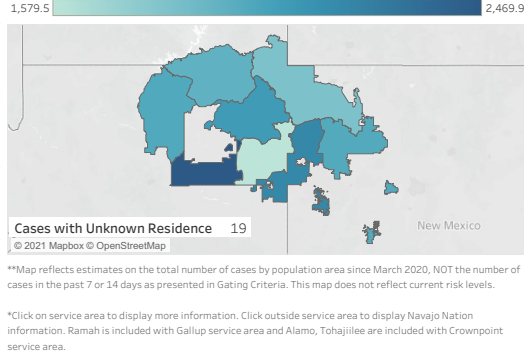 1,579.5 2,469.9
New Mexico
Cases with Unknown Residence 19
© 2021 Mapbox © OpenStreetMap
**Map reflects estimates on the total number of cases by population area since March 2020, NOT the number of
cases in the past 7 or 14 days as presented in Gating Criteria. This map does not reflect current risk levels.
*Click on service area to display more information. Click outside service area to display Navajo Nation
information. Ramah is included with Gallup service area and Alamo, Tohajiilee are included with Crownpoint
service area.